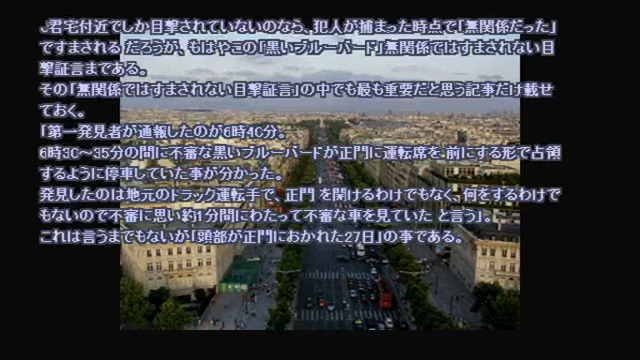 J君宅付近でしか目撃されていないのなら、犯人が捕まった時点で「無関係だった」
ですまされる だろうが、もはやこの「黒いブルーバード」無関係ではすまされない目
撃証言まである。
その「無関係ではすまされない目撃証言」の中でも最も重要だと思う記事だけ載せ
ておく。
「第一発見者が通報したのが6時40分。
6時30〜35分の間に不審な黒いブルーバードが正門に運転席を 前にする形で占領
するように停車していた事が分かった。
発見したのは地元のトラック運転手で、正門 を開けるわけでもなく、何をするわけで
もないので不審に思い約1分間にわたって不審な車を見ていた と言う」。
これは言うまでもないが「頭部が正門におかれた27日」の事である。